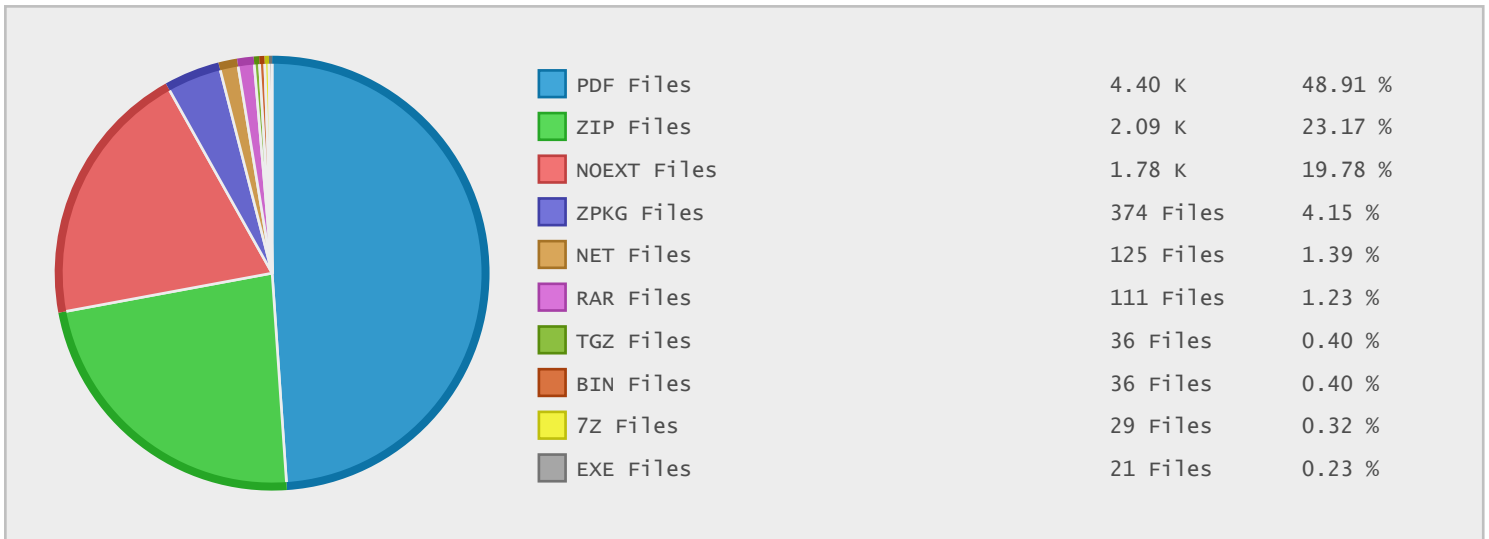 PDF Files 4.40 K 48.91 %
ZIP Files 2.09 K 23.17 %
NOEXT Files 1.78 K 19.78 %
ZPKG Files 374 Files 4.15 %
NET Files 125 Files 1.39 %
RAR Files 111 Files 1.23 %
TGZ Files 36 Files 0.40 %
BIN Files 36 Files 0.40 %
7Z Files 29 Files 0.32 %
EXE Files 21 Files 0.23 %